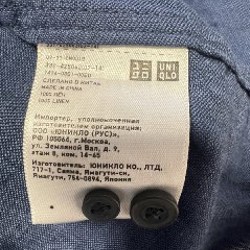 UNI
QLO
СДЕЛАНО В КИТАЕ
MADE IN CHINA
100% ЛЕН
100% LINEN
Импортер, уполномоченная
изготовителем организация:
ООО «ЮНИКЛО (РУС)»,
РФ 105064, г.Москва,
ул. Земляной Вал, д. 9,
этаж 8, ком. 14-65
Изготовитель: ЮНИКЛО КО., ЛТД.
717-1, Саяма, Ямагути-си,
Ямагути, 754-0894, Япония